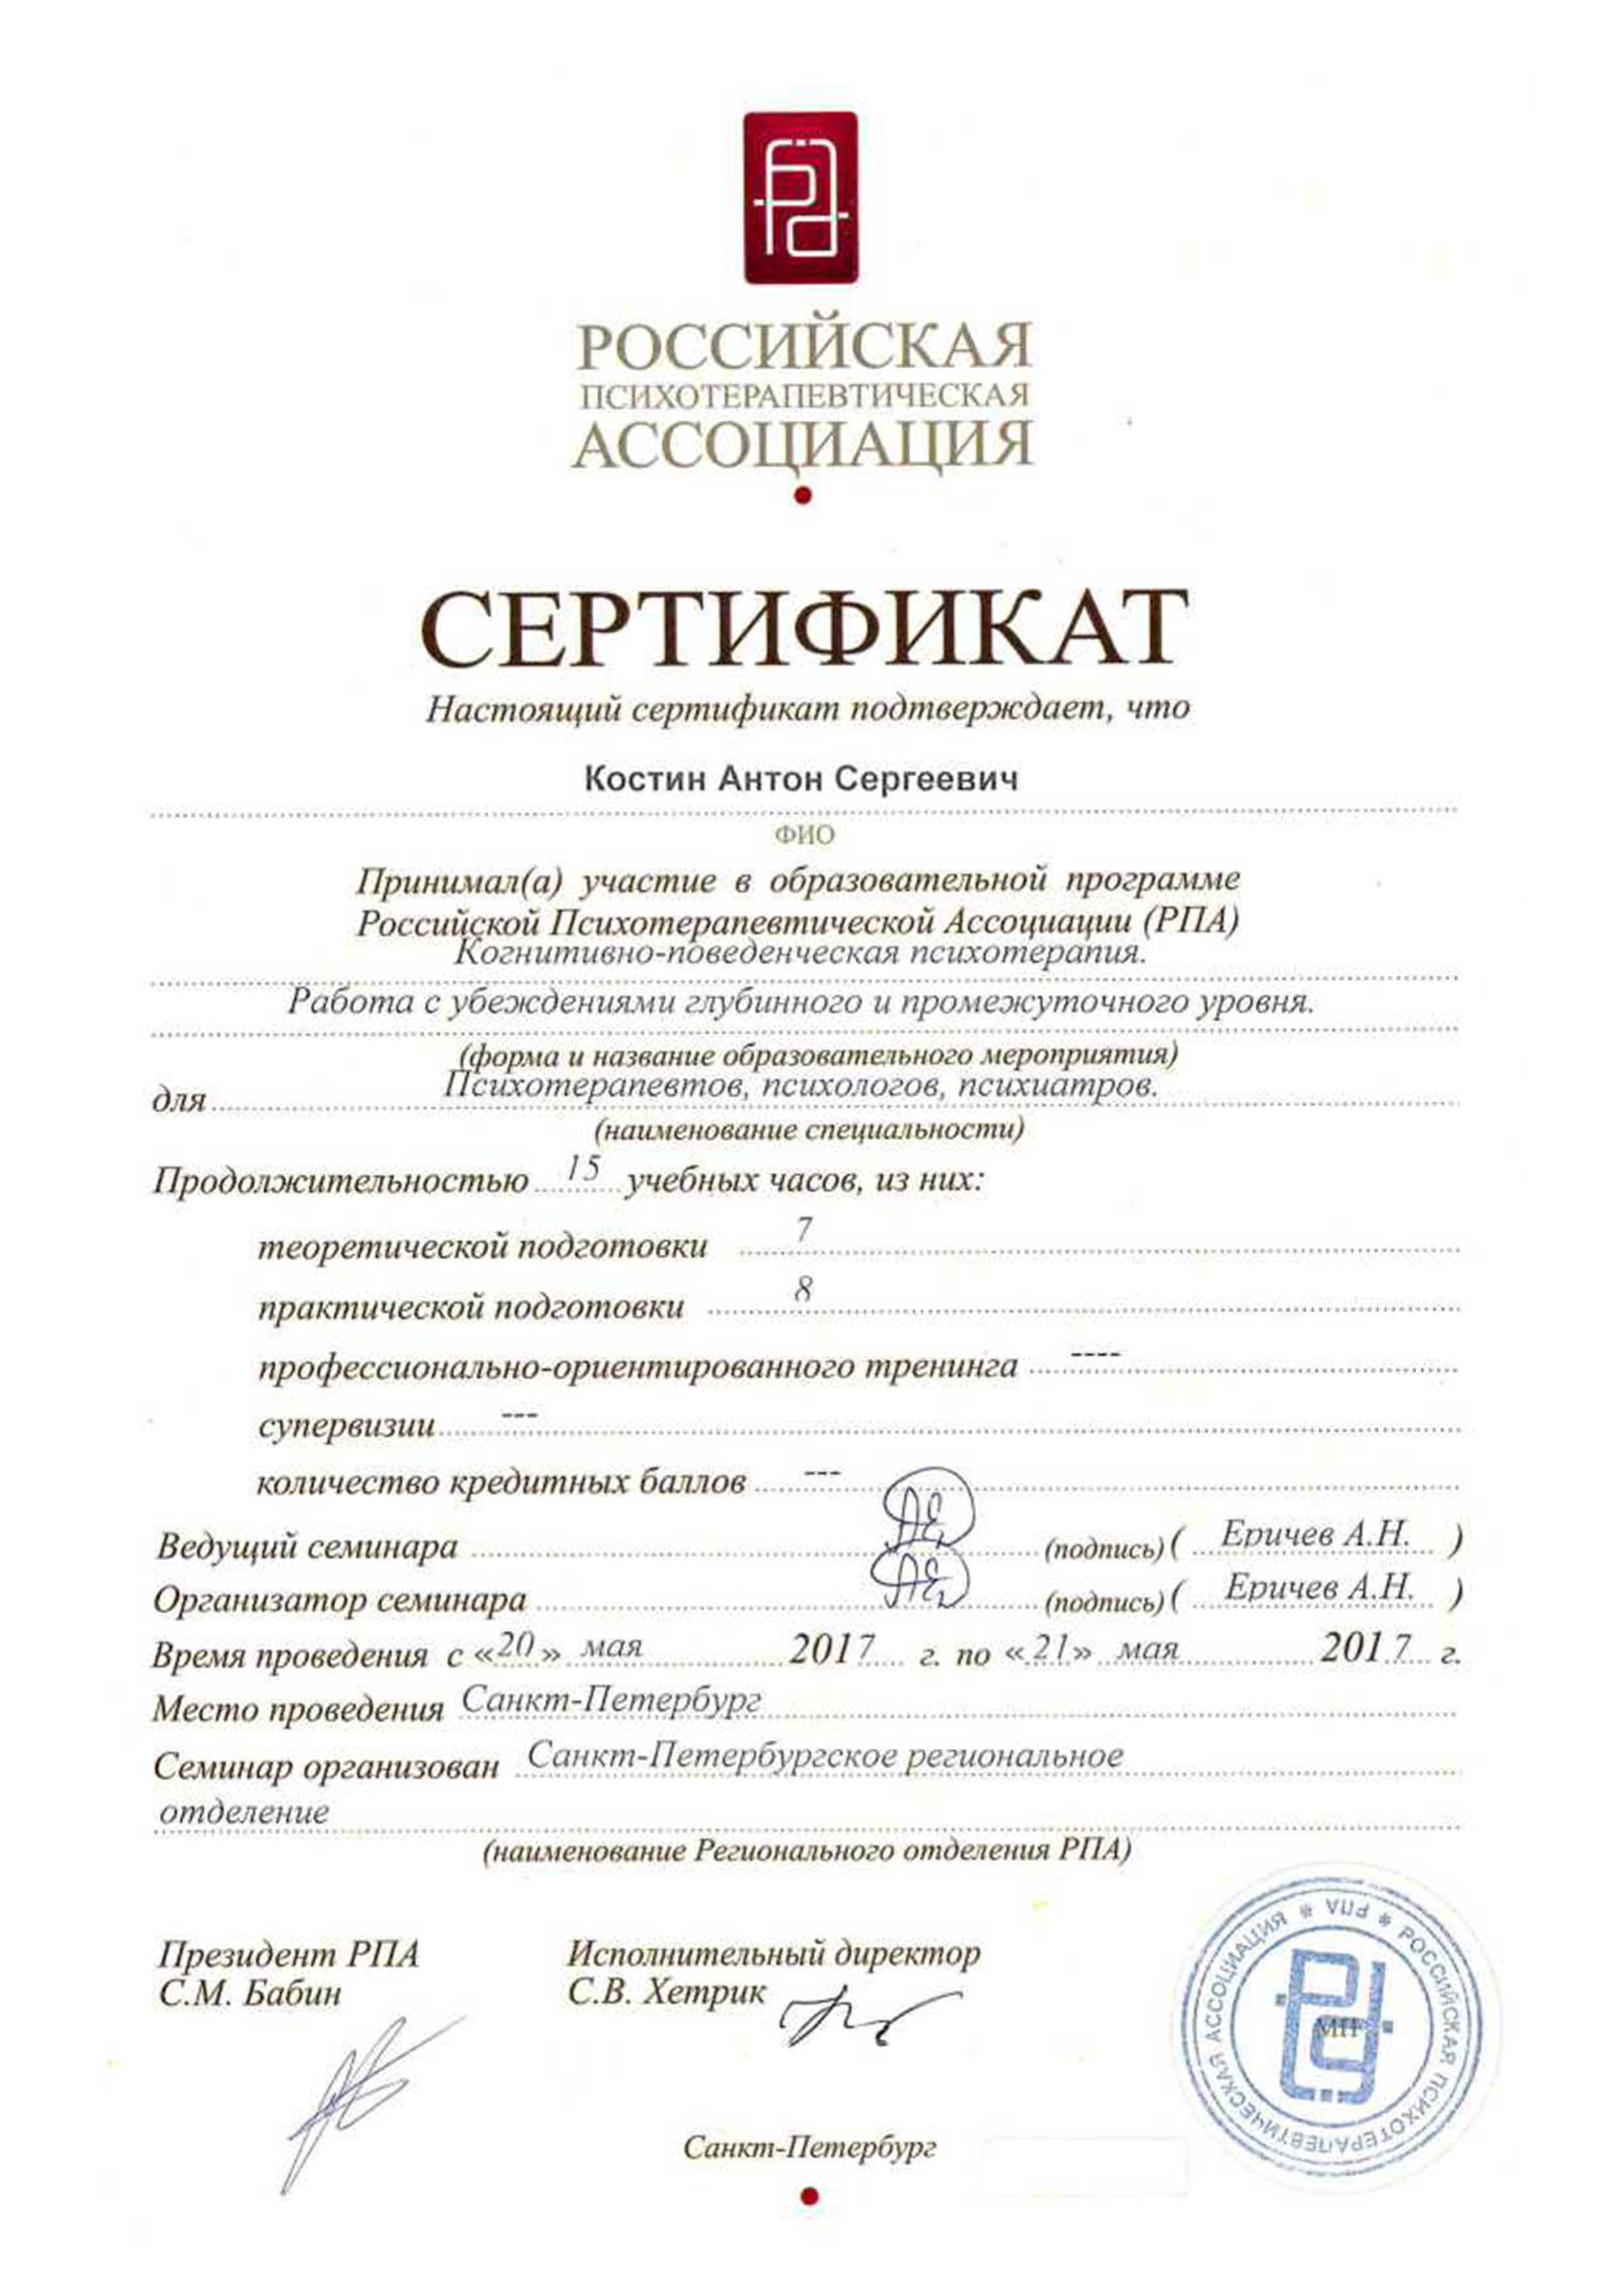 РОССИЙСКАЯ
ПСИХОТЕРАПЕВТИЧЕСКАЯ
АССОЦИАЦИЯ
СЕРТИФИКАТ
Настоящий сертификат подтверждает, что
Костин Антон Сергеевич
ФИО
Принимал(а) участие в образовательной программе
Российской Психотерапевтической Ассоциации (РПА)
Когнитивно-поведенческая психотерапия.
Работа с убеждениями глубинного и промежуточного уровня.
(форма и название образовательного мероприятия)
для Психотерапевтов, психологов, психиатров.
(наименование специальности)
Продолжительностью 15 учебных часов, из них:
теоретической подготовки 7
практической подготовки 8
профессионально-ориентированного тренинга ----
супервизии ---
количество кредитных баллов ---
Ведущий семинара (подпись) ( Еричев А.Н. )
Организатор семинара (подпись) ( Еричев А.Н. )
Время проведения с «20» мая 2017 г. по «21» мая 2017 г.
Место проведения Санкт-Петербург
Семинар организован Санкт-Петербургское региональное
отделение
(наименование Регионального отделения РПА)
Президент РПА Исполнительный директор
С.М. Бабин С.В. Хетрик
РОССИЙСКАЯ ПСИХОТЕРАПЕВТИЧЕСКАЯ АССОЦИАЦИЯ * РПА *
МП
Санкт-Петербург